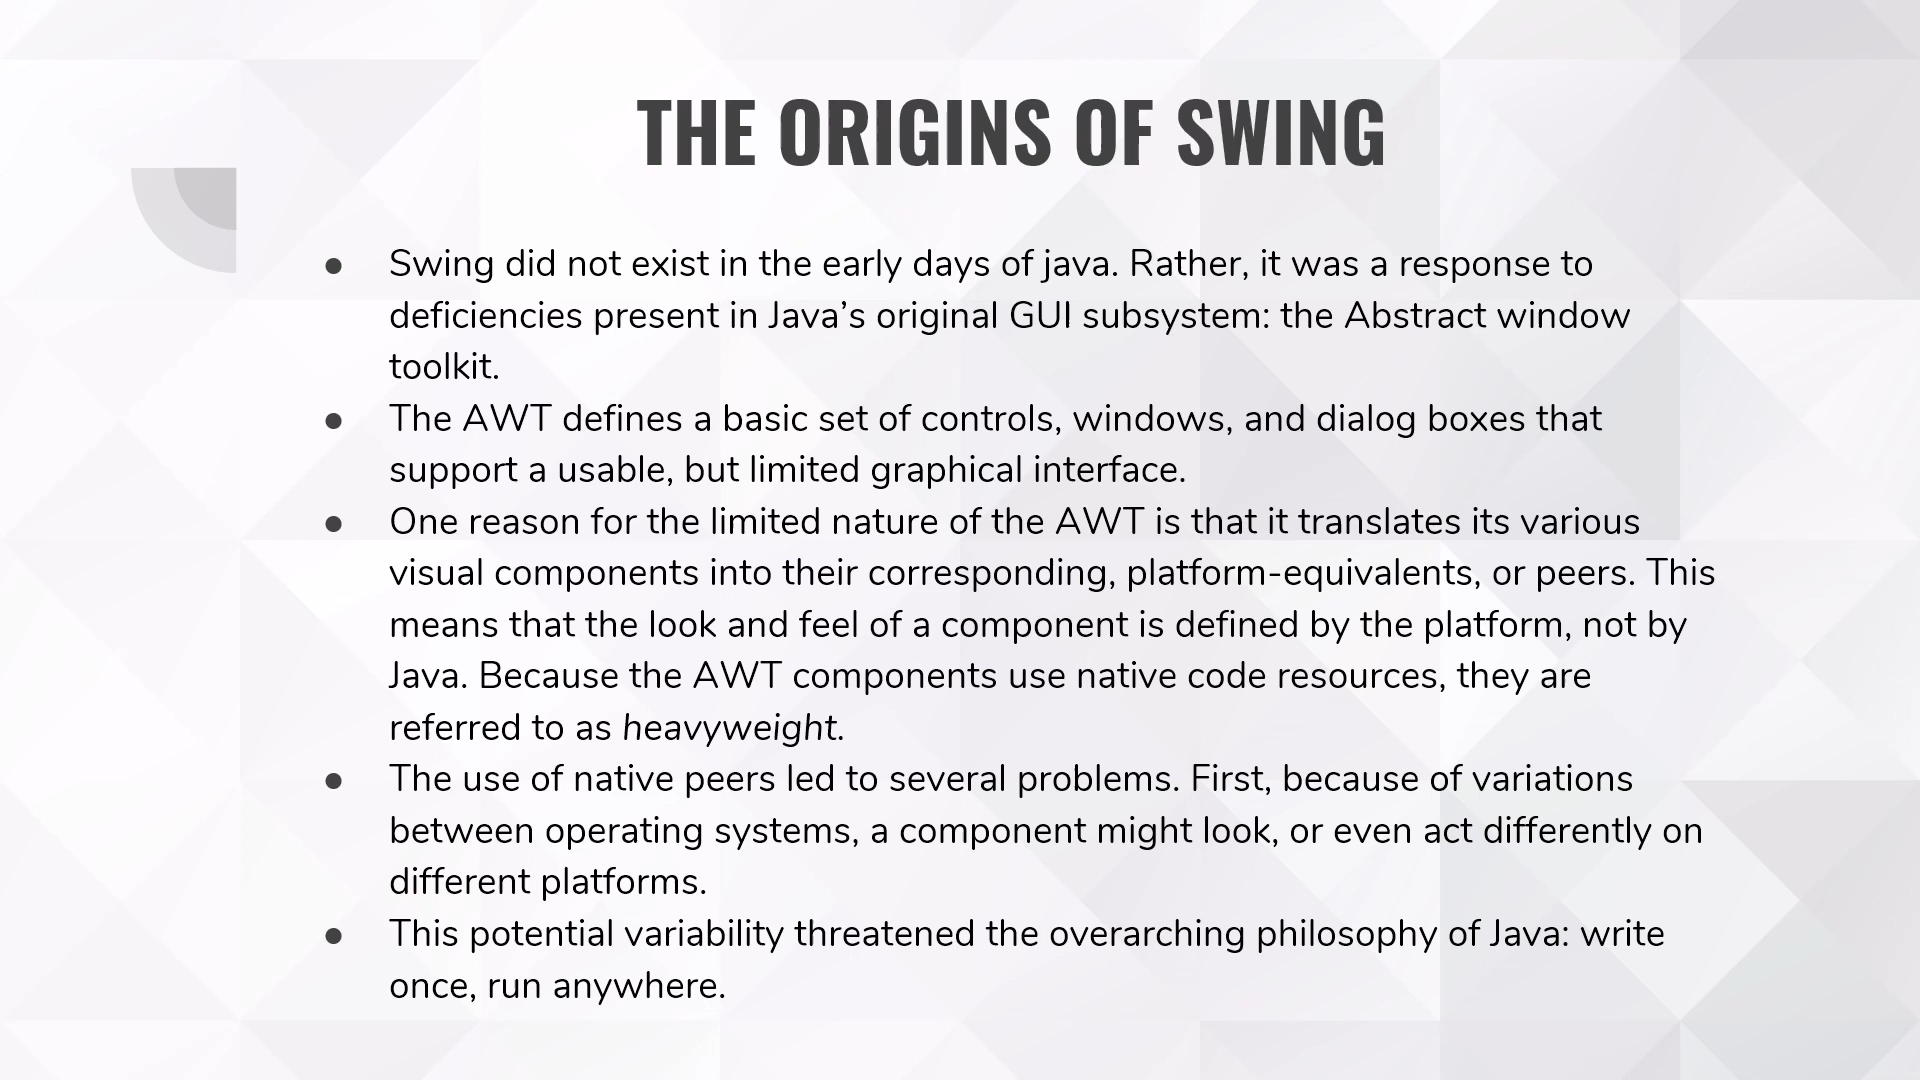 THE ORIGINS OF SWING
● Swing did not exist in the early days of java. Rather, it was a response to
deficiencies present in Java’s original GUI subsystem: the Abstract window
toolkit.
● The AWT defines a basic set of controls, windows, and dialog boxes that
support a usable, but limited graphical interface.
● One reason for the limited nature of the AWT is that it translates its various
visual components into their corresponding, platform-equivalents, or peers. This
means that the look and feel of a component is defined by the platform, not by
Java. Because the AWT components use native code resources, they are
referred to as heavyweight.
● The use of native peers led to several problems. First, because of variations
between operating systems, a component might look, or even act differently on
different platforms.
● This potential variability threatened the overarching philosophy of Java: write
once, run anywhere.